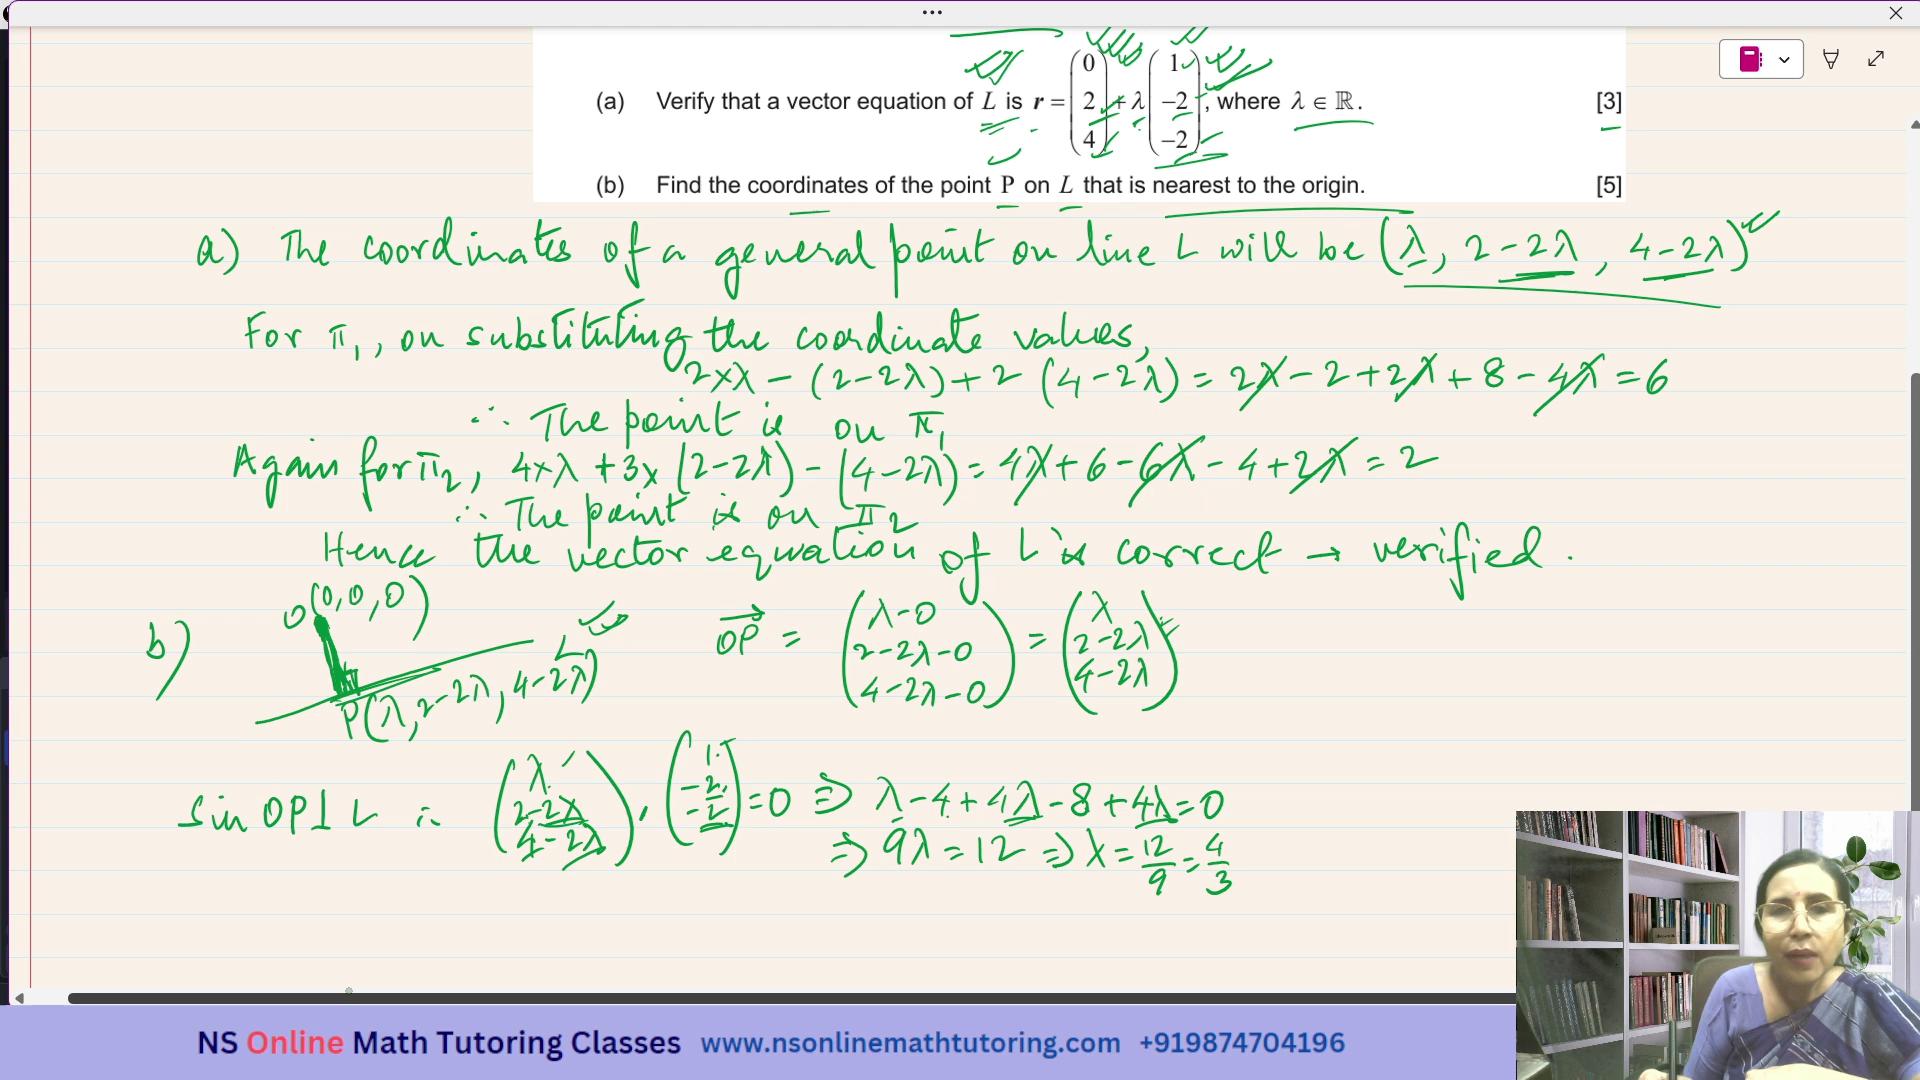 (a) Verify that a vector equation of L is r = (0 2 4) + λ (1 −2 −2), where λ ∈ ℝ. [3]
(b) Find the coordinates of the point P on L that is nearest to the origin. [5]
a) The coordinates of a general point on line L will be (λ, 2-2λ, 4-2λ)
For π₁, on substituting the coordinate values,
2×λ - (2-2λ) + 2 (4-2λ) = 2λ - 2 + 2λ + 8 - 4λ = 6
∴ The point is on π₁
Again for π₂, 4×λ + 3× (2-2λ) - (4-2λ) = 4λ + 6 - 6λ - 4 + 2λ = 2
∴ The point is on π₂
Hence the vector equation of L is correct → verified.
b) O (0, 0, 0)
L
P(λ, 2-2λ, 4-2λ)
OP = (λ-0 2-2λ-0 4-2λ-0) = (λ 2-2λ 4-2λ)
Sin OP ⊥ L ∴ (λ 2-2λ 4-2λ) . (1 -2 -2) = 0 ⇒ λ - 4 + 4λ - 8 + 4λ = 0
⇒ 9λ = 12 ⇒ λ = 12/9 = 4/3
NS Online Math Tutoring Classes www.nsonlinemathtutoring.com +919874704196